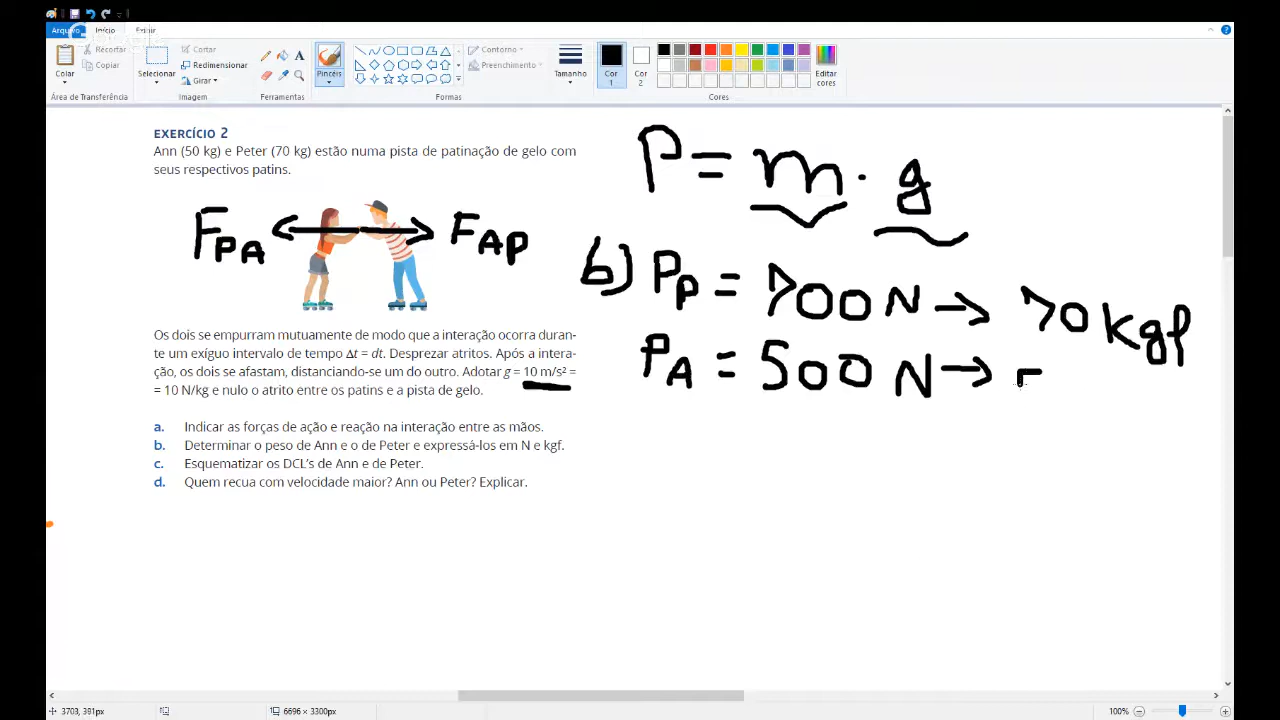 Arquivo Início Exibir
Colar
Recortar
Copiar
Área de Transferência
Selecionar
Cortar
Redimensionar
Girar
Imagem
Ferramentas
Pincéis
Formas
Contorno
Preenchimento
Tamanho
Cor 1
Cor 2
Editar cores
Cores
EXERCÍCIO 2
Ann (50 kg) e Peter (70 kg) estão numa pista de patinação de gelo com
seus respectivos patins.
F PA
F AP
Os dois se empurram mutuamente de modo que a interação ocorra duran-
te um exíguo intervalo de tempo Δt = dt. Desprezar atritos. Após a intera-
ção, os dois se afastam, distanciando-se um do outro. Adotar g = 10 m/s² =
= 10 N/kg e nulo o atrito entre os patins e a pista de gelo.
a. Indicar as forças de ação e reação na interação entre as mãos.
b. Determinar o peso de Ann e o de Peter e expressá-los em N e kgf.
c. Esquematizar os DCL's de Ann e de Peter.
d. Quem recua com velocidade maior? Ann ou Peter? Explicar.
P = m . g
b) P P = 700 N → 70 kgf
P A = 500 N →
3703, 391px
6696 × 3300px
100%